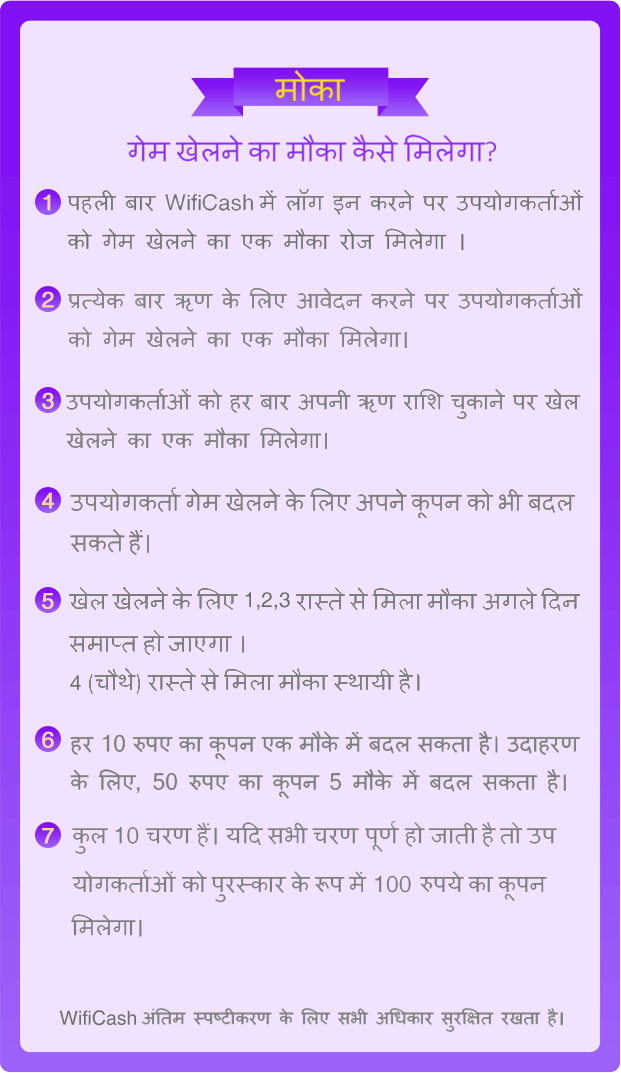 मोका
गेम खेलने का मौका कैसे मिलेगा?
1 पहली बार WifiCash में लॉग इन करने पर उपयोगकर्ताओं
को गेम खेलने का एक मौका रोज मिलेगा ।
2 प्रत्येक बार ऋण के लिए आवेदन करने पर उपयोगकर्ताओं
को गेम खेलने का एक मौका मिलेगा।
3 उपयोगकर्ताओं को हर बार अपनी ऋण राशि चुकाने पर खेल
खेलने का एक मौका मिलेगा।
4 उपयोगकर्ता गेम खेलने के लिए अपने कूपन को भी बदल
सकते हैं।
5 खेल खेलने के लिए 1,2,3 रास्ते से मिला मौका अगले दिन
समाप्त हो जाएगा ।
4 (चौथे) रास्ते से मिला मौका स्थायी है।
6 हर 10 रुपए का कूपन एक मौके में बदल सकता है। उदाहरण
के लिए, 50 रुपए का कूपन 5 मौके में बदल सकता है।
7 कुल 10 चरण हैं। यदि सभी चरण पूर्ण हो जाती है तो उप
योगकर्ताओं को पुरस्कार के रूप में 100 रुपये का कूपन
मिलेगा।
WifiCash अंतिम स्पष्टीकरण के लिए सभी अधिकार सुरक्षित रखता है।